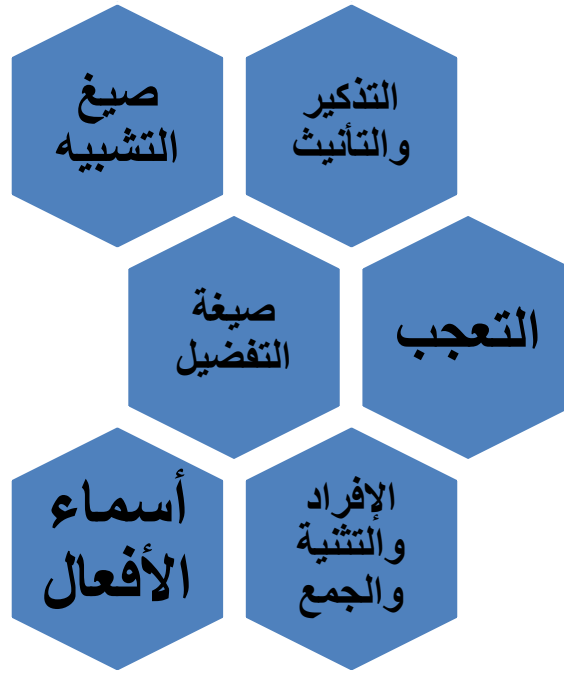 التذكير
والتأنيث
صيغ
التشبيه
التعجب
صيغة
التفضيل
الإفراد
والتثنية
والجمع
أسماء
الأفعال